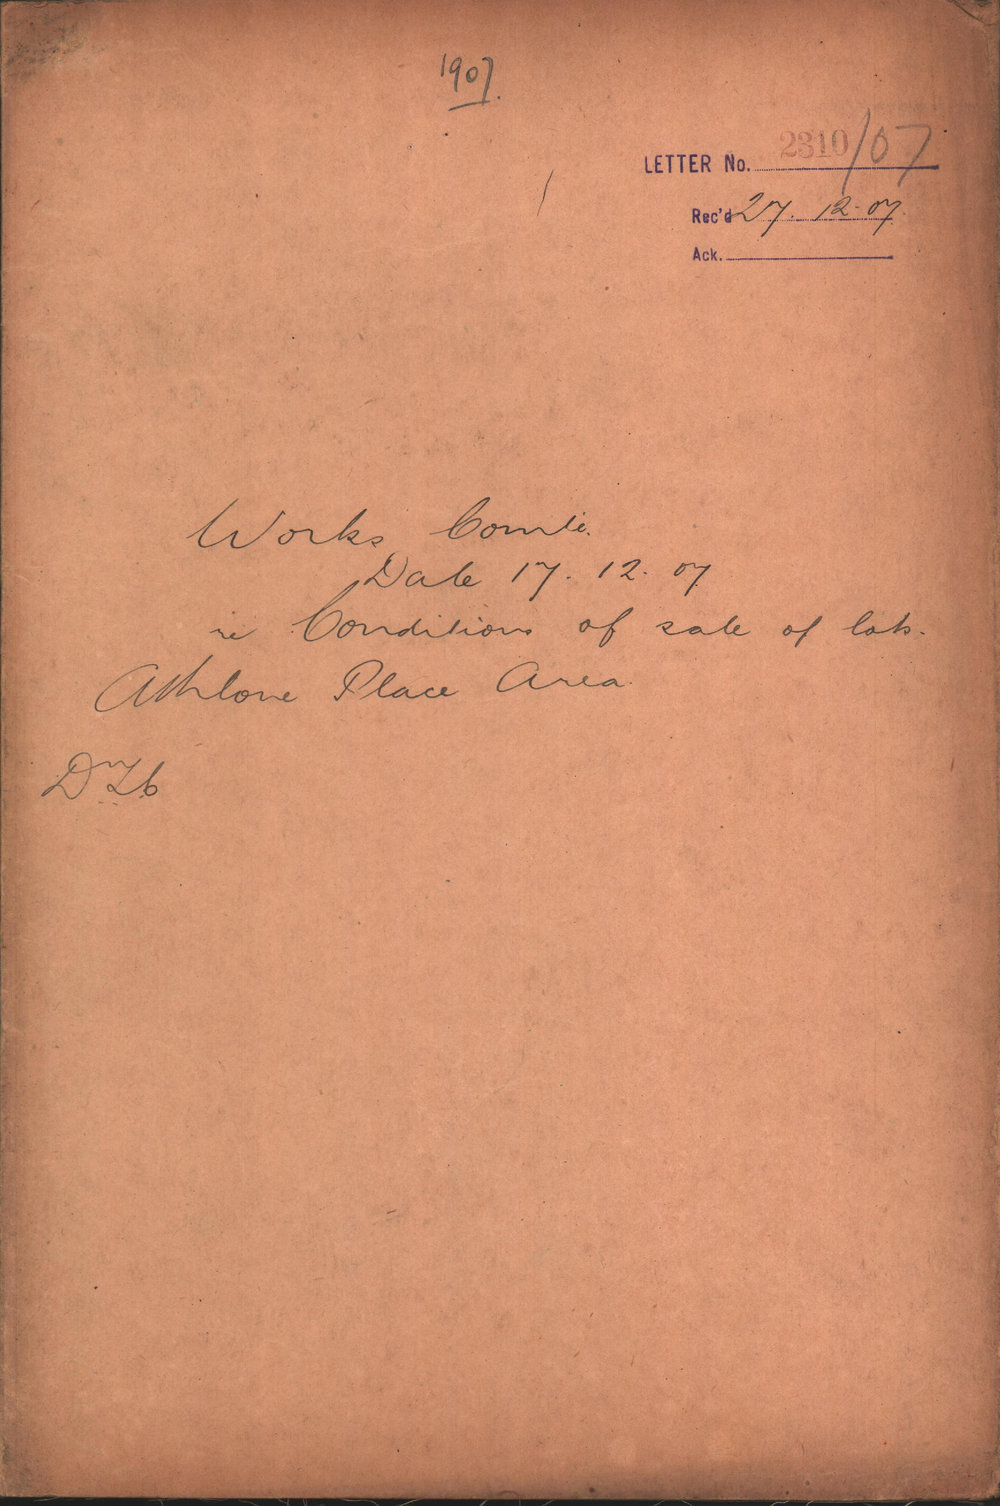 1907.
LETTER No. 2310/07
Rec'd 27. 12. 07.
Ack.
Works Comte.
Date 17. 12. 07
re Conditions of sale of lots.
Athlone Place Area.